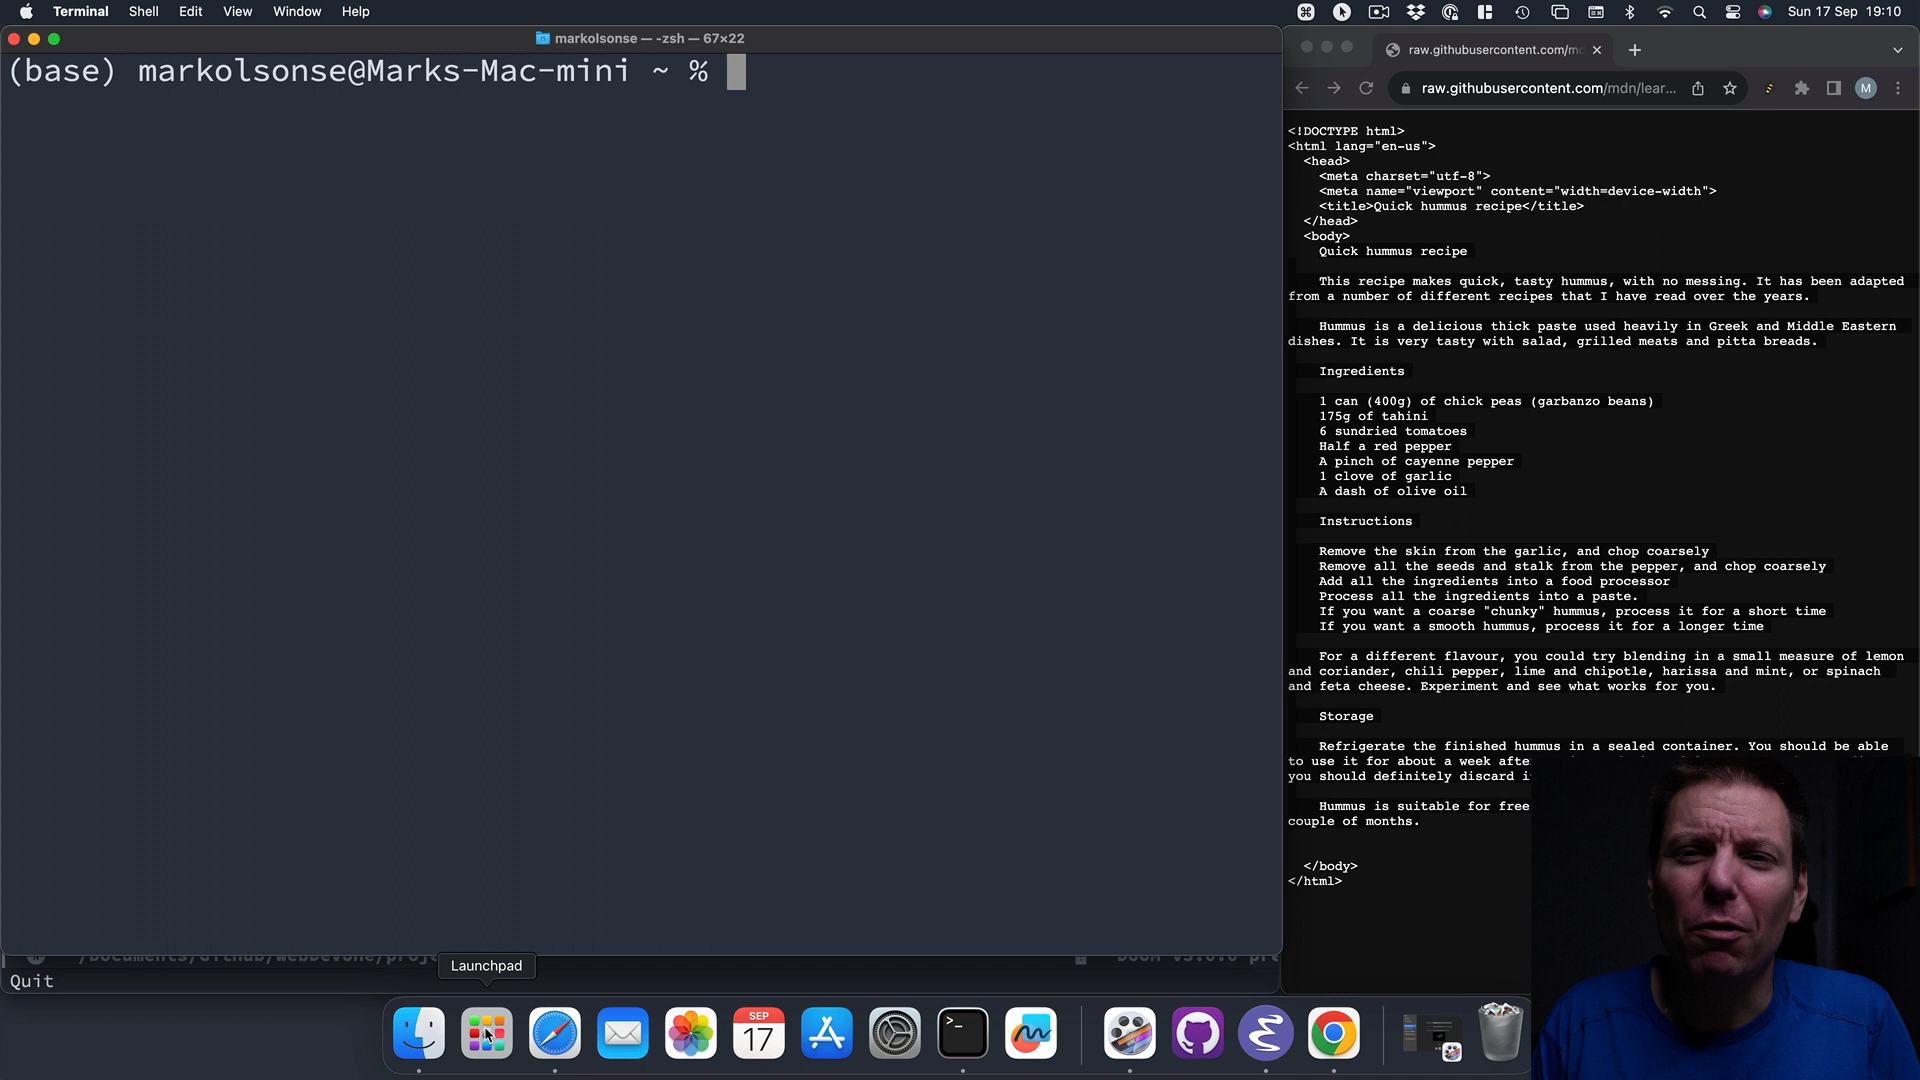 Terminal Shell Edit View Window Help
Sun 17 Sep 19:10
markolsonse — -zsh — 67×22
(base) markolsonse@Marks-Mac-mini ~ %
raw.githubusercontent.com/m
raw.githubusercontent.com/mdn/lear...
M
<!DOCTYPE html>
<html lang="en-us">
<head>
<meta charset="utf-8">
<meta name="viewport" content="width=device-width">
<title>Quick hummus recipe</title>
</head>
<body>
Quick hummus recipe
This recipe makes quick, tasty hummus, with no messing. It has been adapted
from a number of different recipes that I have read over the years.
Hummus is a delicious thick paste used heavily in Greek and Middle Eastern
dishes. It is very tasty with salad, grilled meats and pitta breads.
Ingredients
1 can (400g) of chick peas (garbanzo beans)
175g of tahini
6 sundried tomatoes
Half a red pepper
A pinch of cayenne pepper
1 clove of garlic
A dash of olive oil
Instructions
Remove the skin from the garlic, and chop coarsely
Remove all the seeds and stalk from the pepper, and chop coarsely
Add all the ingredients into a food processor
Process all the ingredients into a paste.
If you want a coarse "chunky" hummus, process it for a short time
If you want a smooth hummus, process it for a longer time
For a different flavour, you could try blending in a small measure of lemon
and coriander, chili pepper, lime and chipotle, harissa and mint, or spinach
and feta cheese. Experiment and see what works for you.
Storage
Refrigerate the finished hummus in a sealed container. You should be able
to use it for about a week afte
you should definitely discard i
Hummus is suitable for free
couple of months.
</body>
</html>
Launchpad
Quit
SEP
17
>_